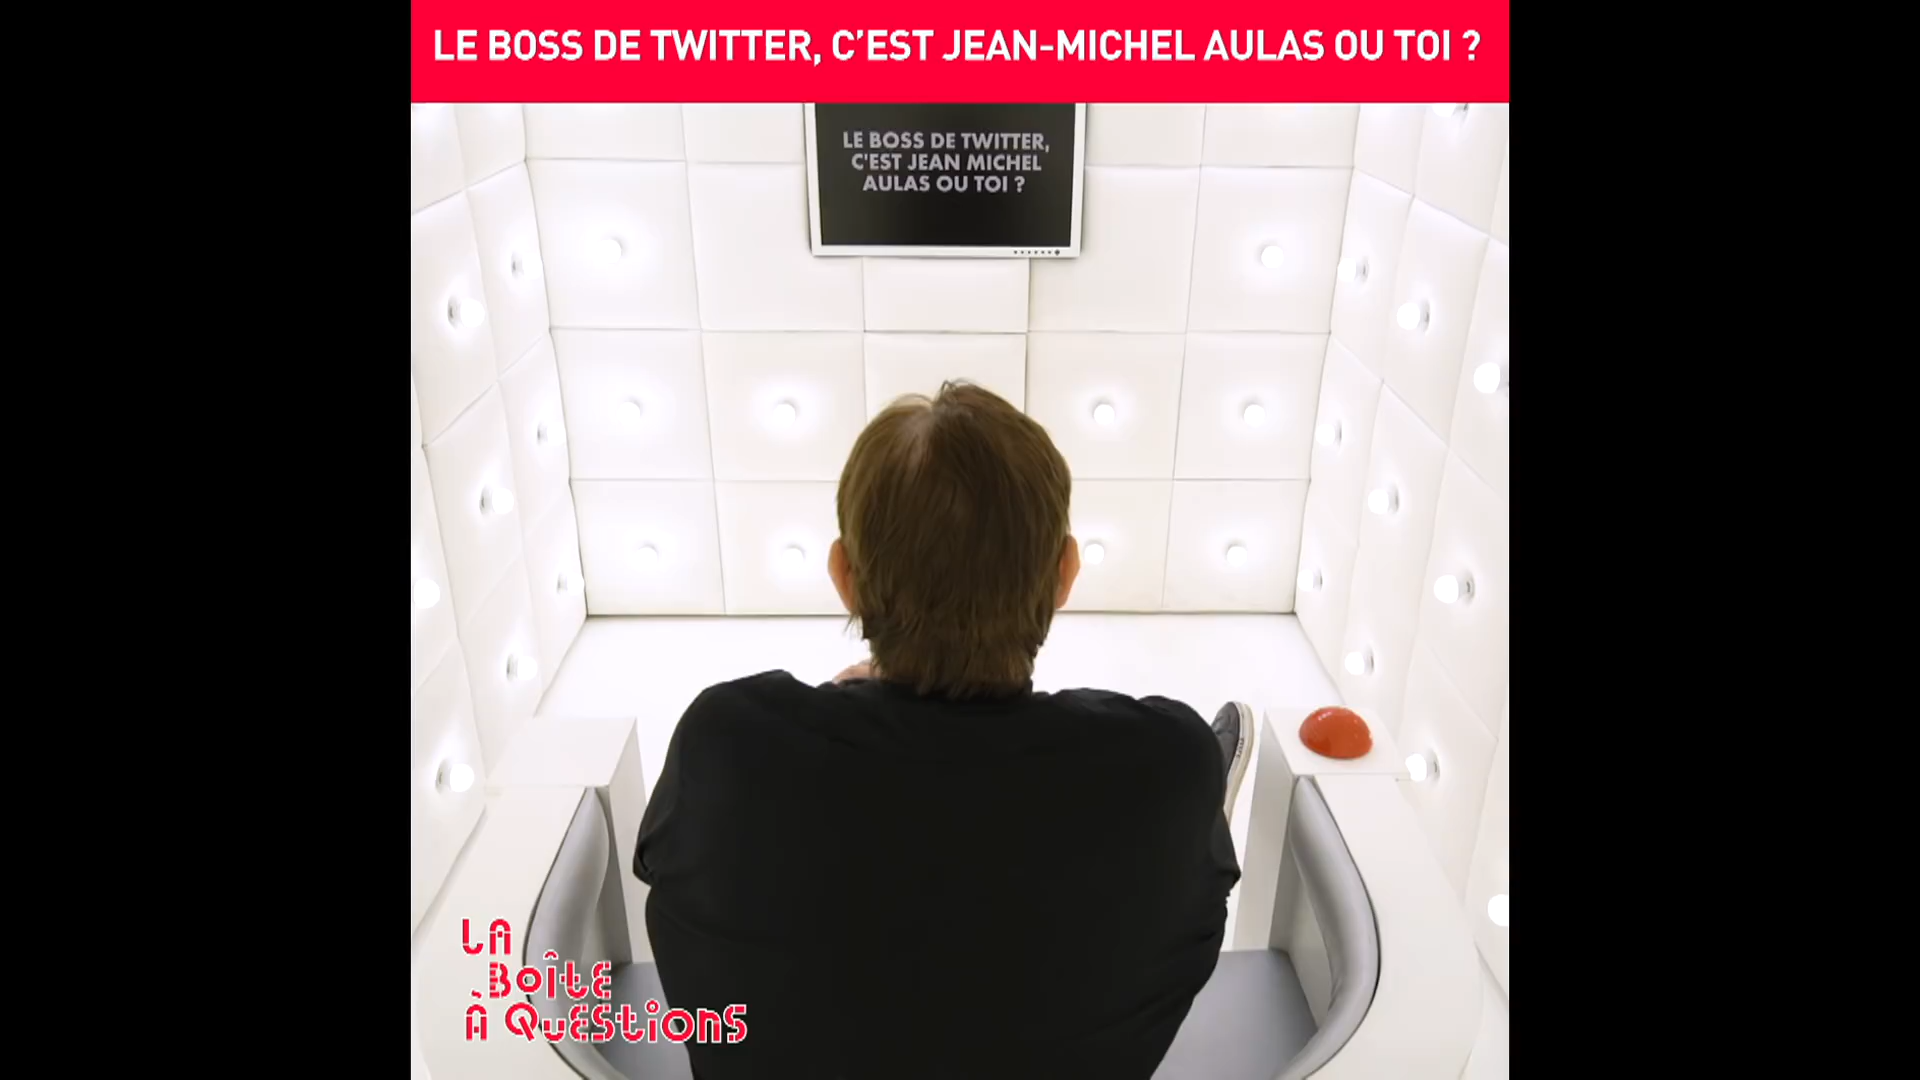 LE BOSS DE TWITTER, C'EST JEAN-MICHEL AULAS OU TOI ?
LE BOSS DE TWITTER,
C'EST JEAN MICHEL
AULAS OU TOI ?
LA
BOÎTE
À QUESTIONS